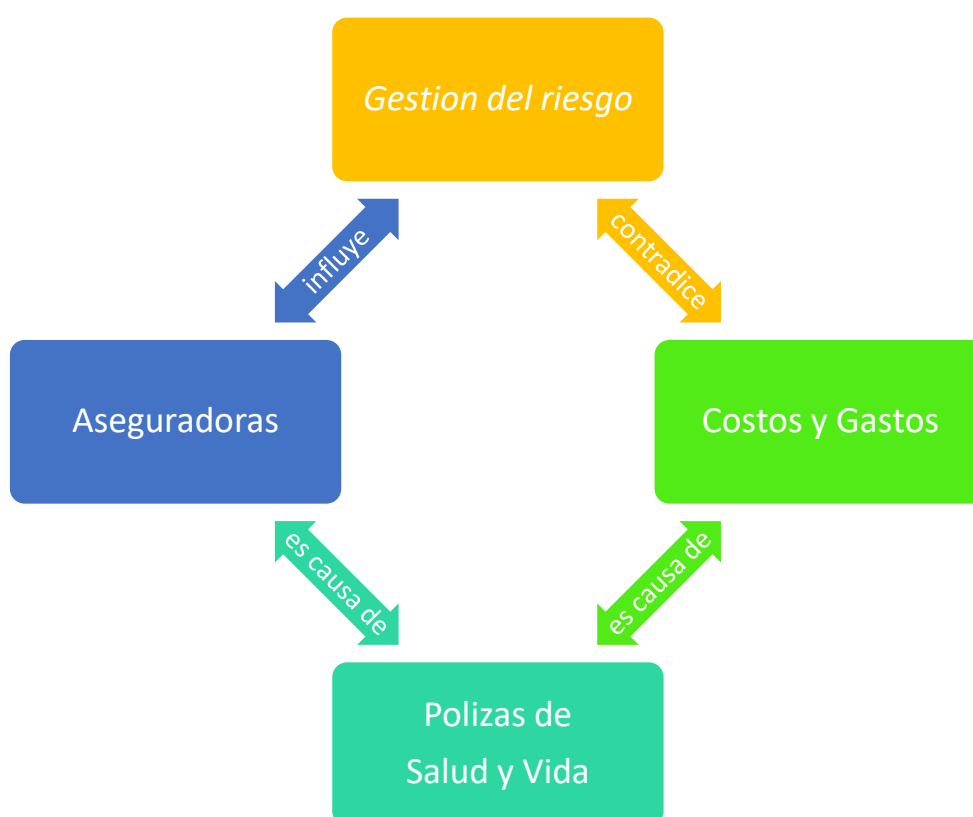 Gestion del riesgo
influye
contradice
Aseguradoras
Costos y Gastos
es causa de
es causa de
Polizas de
Salud y Vida